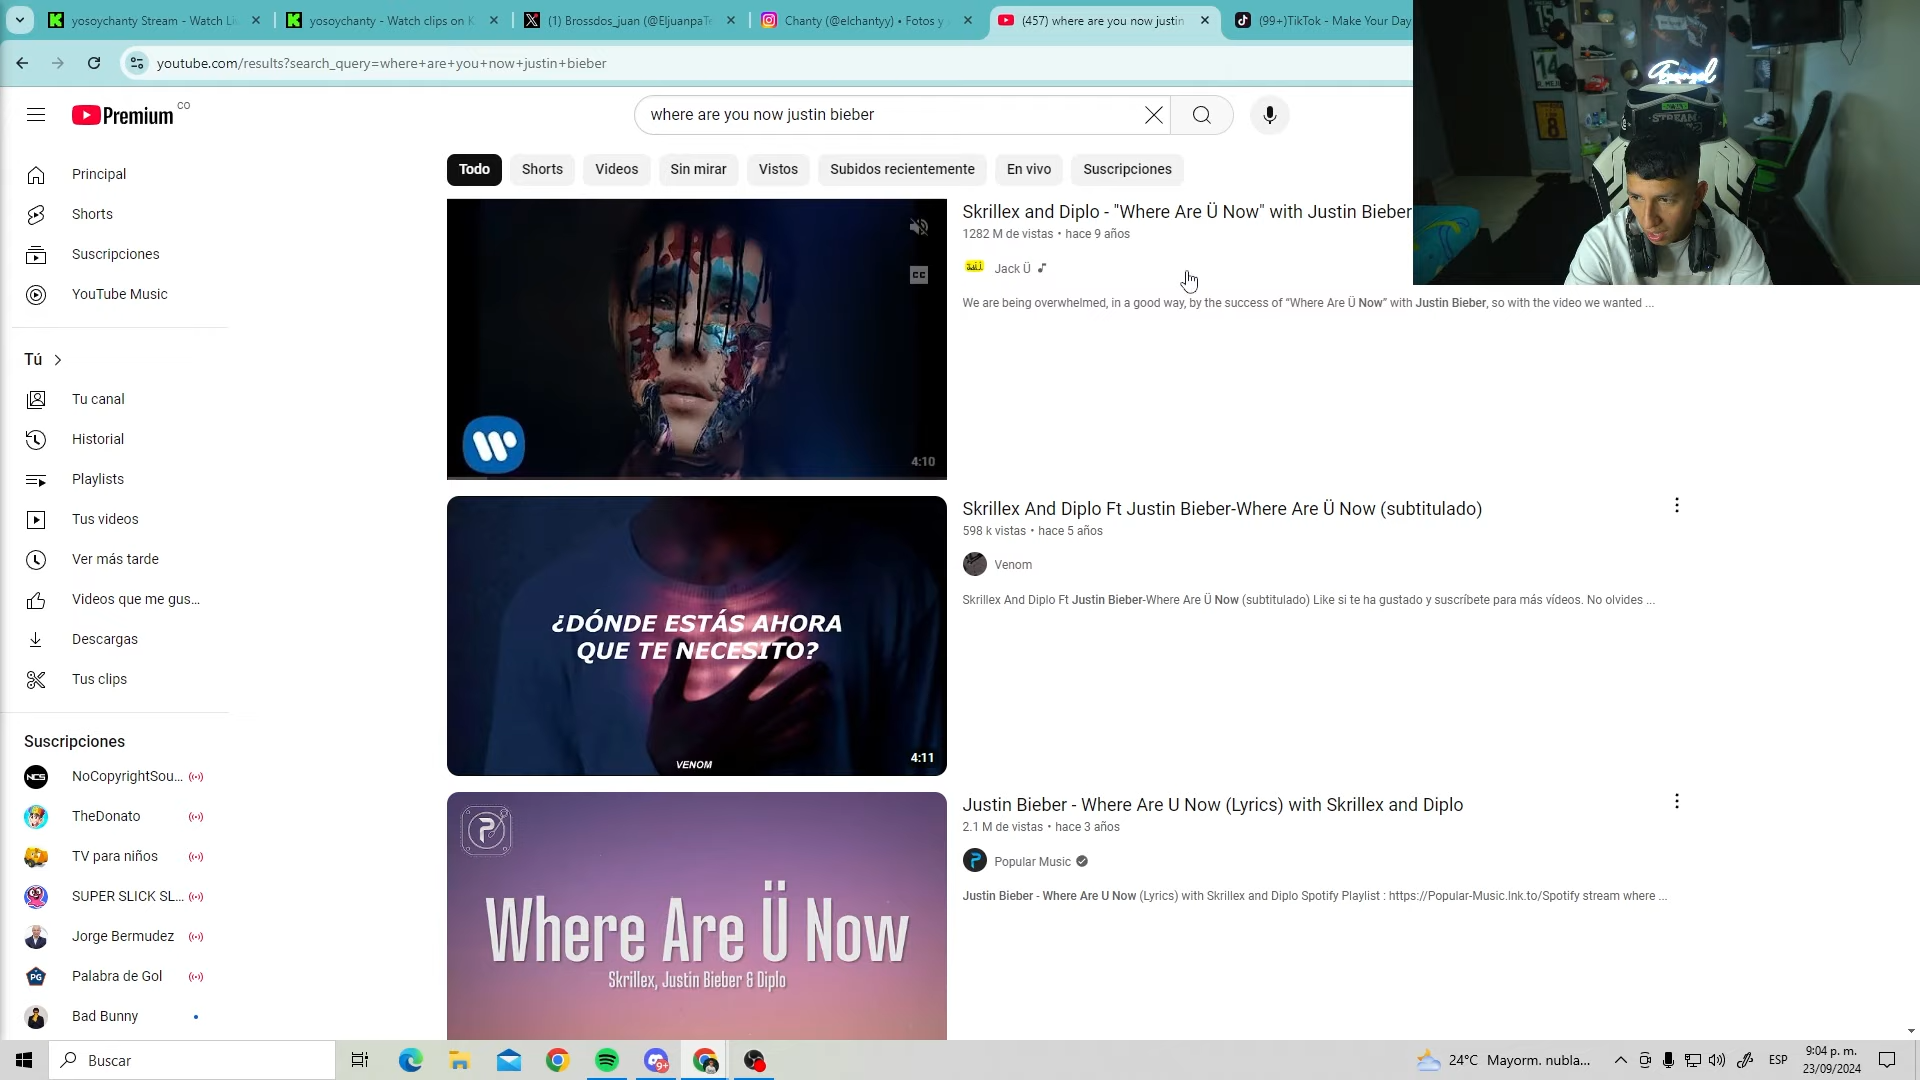 yosoychanty Stream - Watch Li
yosoychanty - Watch clips on K
(1) Brossdos_juan (@EljuanpaTe
Chanty (@elchantyy) • Fotos y
(457) where are you now justin
(99+)TikTok - Make Your Day
youtube.com/results?search_query=where+are+you+now+justin+bieber
Premium CO
where are you now justin bieber
Todo
Shorts
Videos
Sin mirar
Vistos
Subidos recientemente
En vivo
Suscripciones
Principal
Shorts
Suscripciones
YouTube Music
Tú
Tu canal
Historial
Playlists
Tus videos
Ver más tarde
Videos que me gus...
Descargas
Tus clips
Suscripciones
NCS
NoCopyrightSou...
TheDonato
TV para niños
SUPER SLICK SL...
Jorge Bermudez
PG
Palabra de Gol
Bad Bunny
CC
4:10
Skrillex and Diplo - "Where Are Ü Now" with Justin Bieber
1282 M de vistas • hace 9 años
Jack Ü
We are being overwhelmed, in a good way, by the success of “Where Are Ü Now” with Justin Bieber, so with the video we wanted ...
¿DÓNDE ESTÁS AHORA
QUE TE NECESITO?
VENOM
4:11
Skrillex And Diplo Ft Justin Bieber-Where Are Ü Now (subtitulado)
598 k vistas • hace 5 años
Venom
Skrillex And Diplo Ft Justin Bieber-Where Are Ü Now (subtitulado) Like si te ha gustado y suscríbete para más vídeos. No olvides ...
Where Are Ü Now
Skrillex, Justin Bieber & Diplo
Justin Bieber - Where Are U Now (Lyrics) with Skrillex and Diplo
2.1 M de vistas • hace 3 años
Popular Music
Justin Bieber - Where Are U Now (Lyrics) with Skrillex and Diplo Spotify Playlist : https://Popular-Music.lnk.to/Spotify stream where ...
15
14
8
STREAM
Buscar
9+
24°C Mayorm. nubla...
ESP
9:04 p. m.
23/09/2024